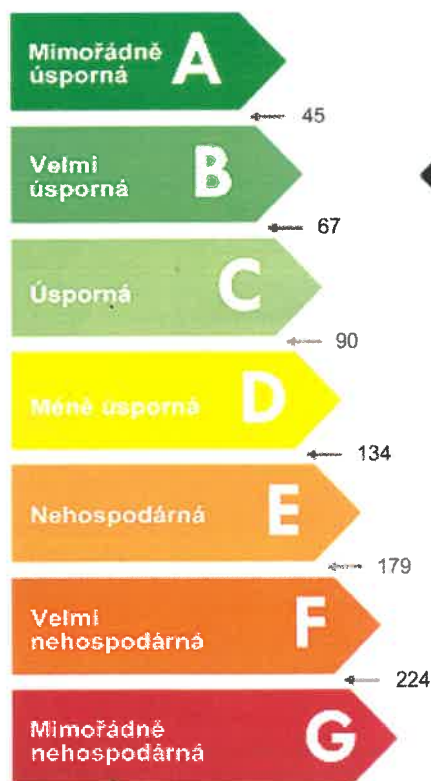 Mimořádně
úsporná
A
45
Velmi
úsporná
B
67
Úsporná
C
90
Méně úsporná
D
134
Nehospodárná
E
179
Velmi
nehospodárná
F
224
Mimořádně
nehospodárná
G